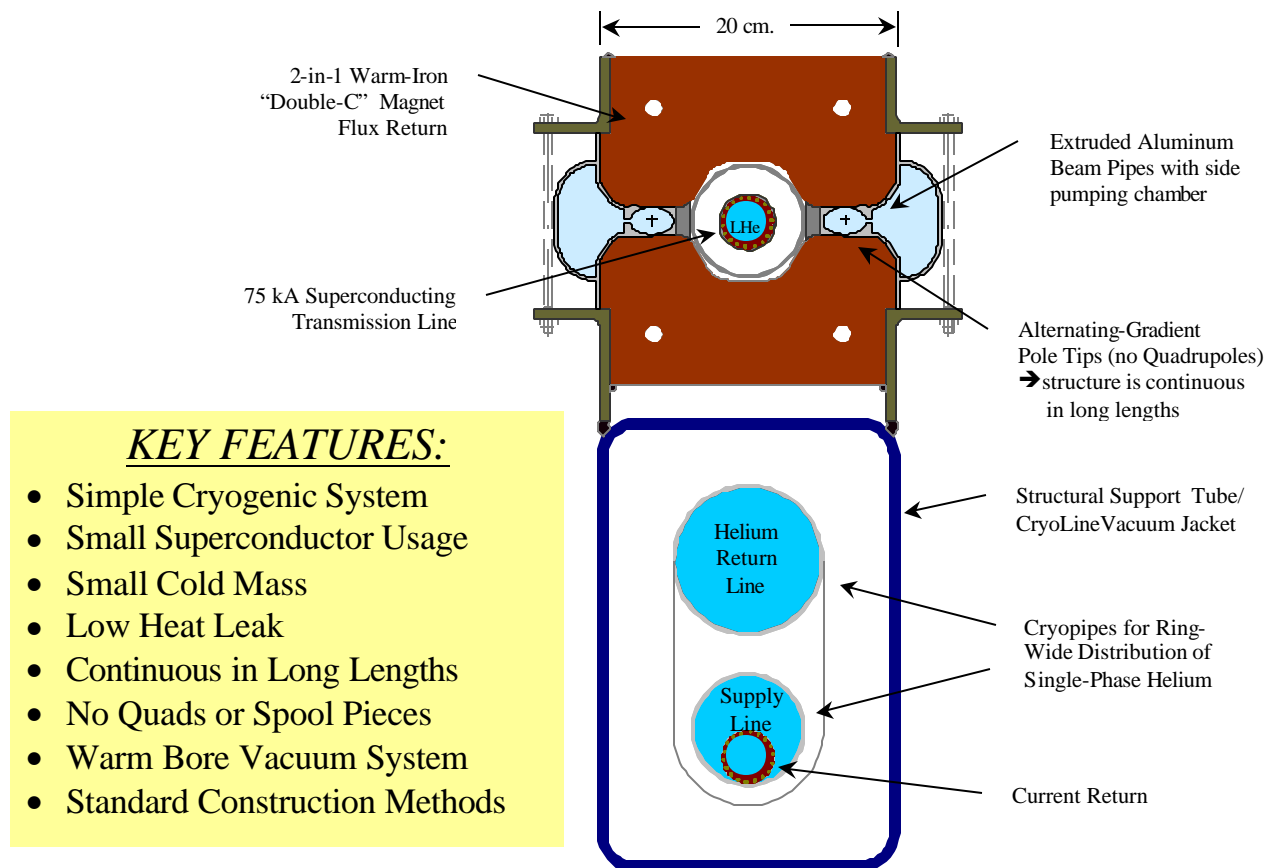 20 cm.
2-in-1 Warm-Iron
“Double-C” Magnet
Flux Return
Extruded Aluminum
Beam Pipes with side
pumping chamber
LHe
75 kA Superconducting
Transmission Line
Alternating-Gradient
Pole Tips (no Quadrupoles)
➔structure is continuous
in long lengths
KEY FEATURES:
• Simple Cryogenic System
• Small Superconductor Usage
• Small Cold Mass
• Low Heat Leak
• Continuous in Long Lengths
• No Quads or Spool Pieces
• Warm Bore Vacuum System
• Standard Construction Methods
Structural Support Tube/
CryoLineVacuum Jacket
Helium
Return
Line
Cryopipes for Ring-
Wide Distribution of
Single-Phase Helium
Supply
Line
Current Return